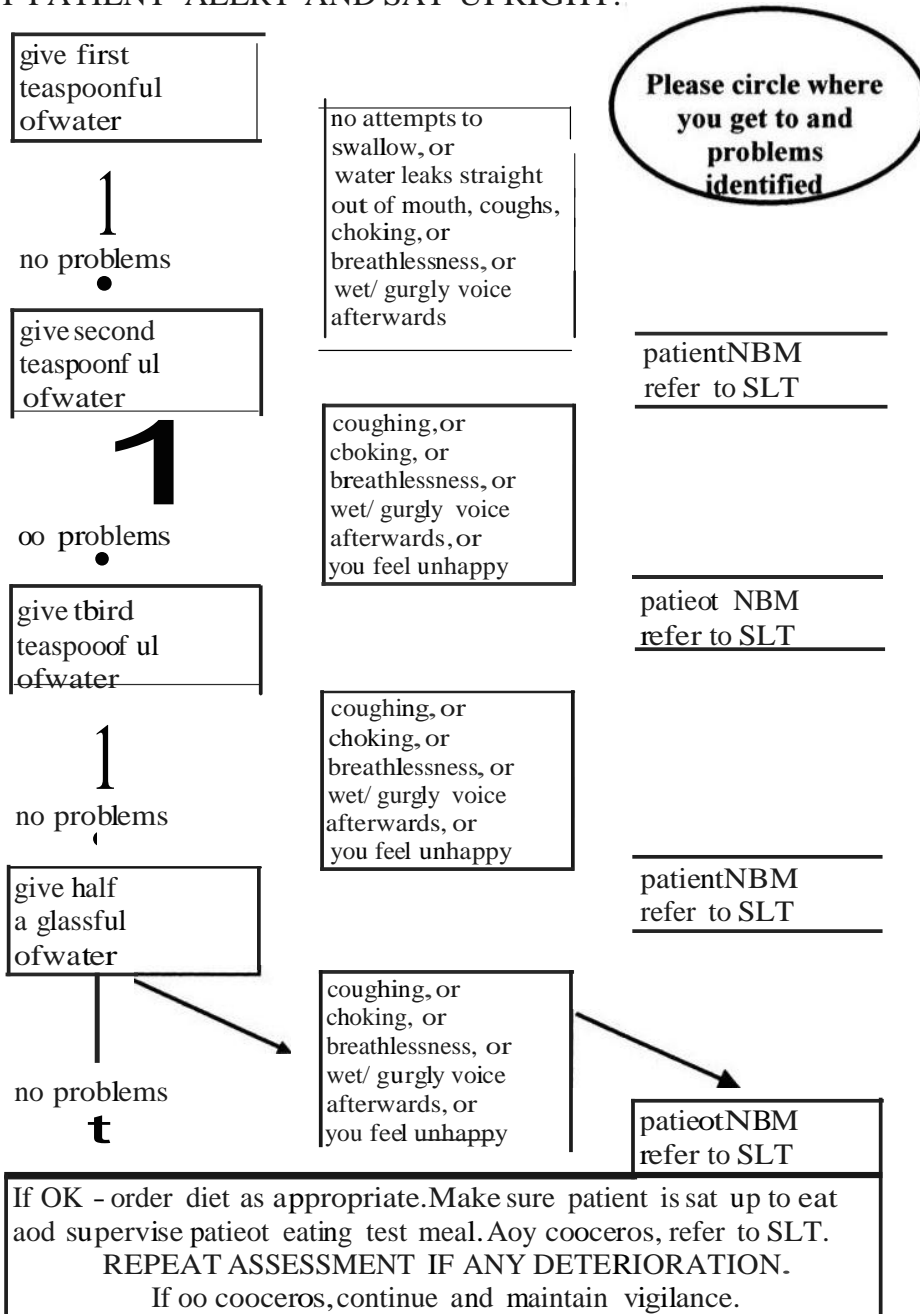 give first
teaspoonful
ofwater
no attempts to
swallow, or
water leaks straight
out of mouth, coughs,
choking, or
breathlessness, or
wet/ gurgly voice
afterwards
Please circle where
you get to and
problems
identified
1
no problems
give second
teaspoonf ul
ofwater
patientNBM
refer to SLT
1
oo problems
coughing, or
cboking, or
breathlessness, or
wet/ gurgly voice
afterwards, or
you feel unhappy
give tbird
teaspooof ul
ofwater
patieot NBM
refer to SLT
1
no problems
coughing, or
choking, or
breathlessness, or
wet/ gurgly voice
afterwards, or
you feel unhappy
give half
a glassful
ofwater
patientNBM
refer to SLT
no problems
t
coughing, or
choking, or
breathlessness, or
wet/ gurgly voice
afterwards, or
you feel unhappy
patieotNBM
refer to SLT
If OK - order diet as appropriate. Make sure patient is sat up to eat
aod supervise patieot eating test meal. Aoy cooceros, refer to SLT.
REPEAT ASSESSMENT IF ANY DETERIORATION.
If oo cooceros, continue and maintain vigilance.